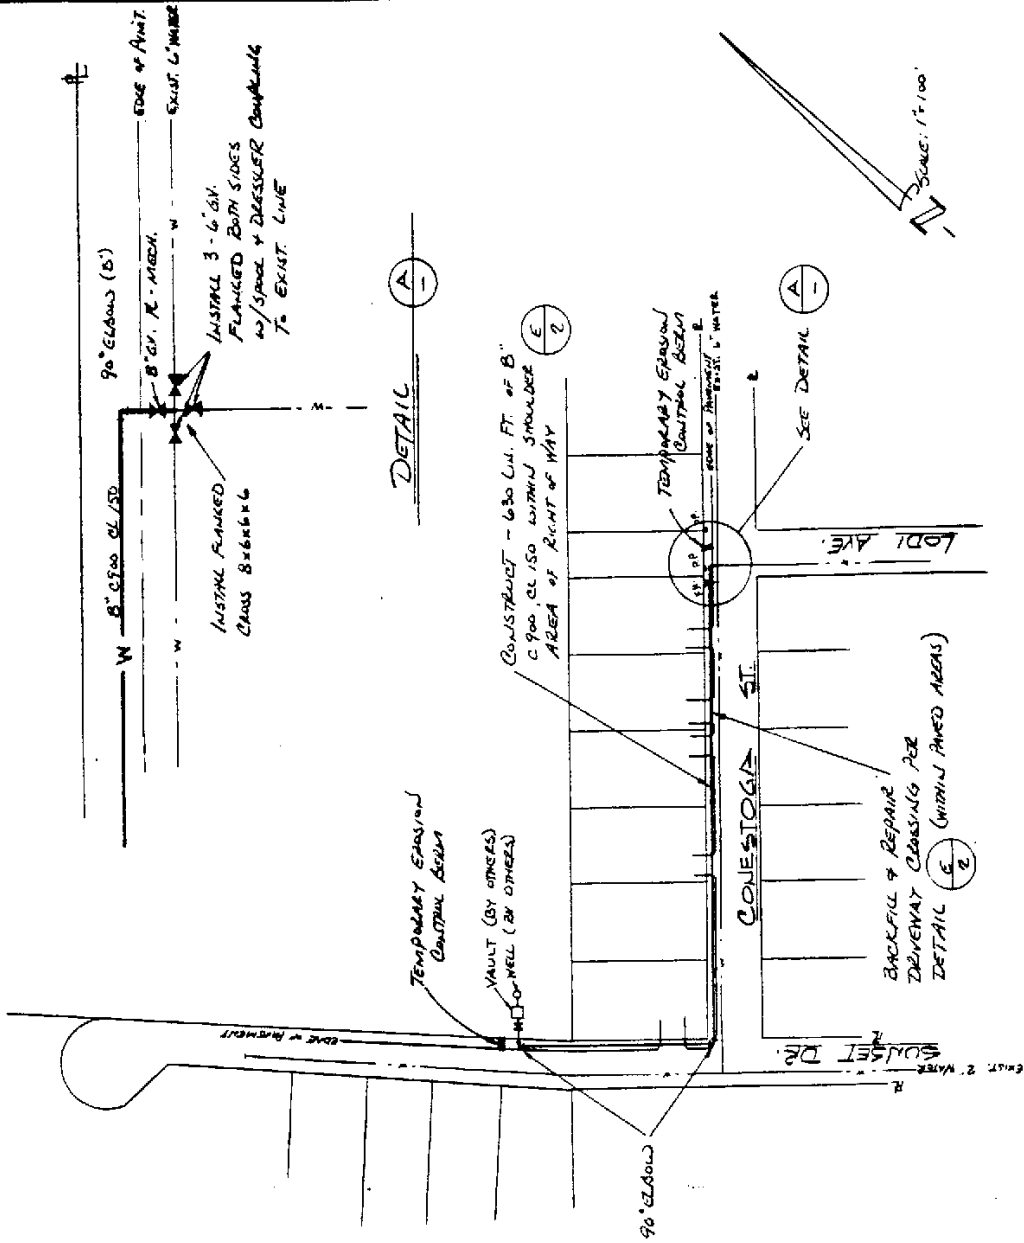 EDGE OF PVM'T.
EXIST. 6" WATER
90° ELBOW (8")
8" G.V. FL - MECH.
INSTALL 3 - 6" G.V.
FLANGED BOTH SIDES
W/SPOOL & DRESSLER COUPLING
TO EXIST. LINE
8" C900 CL 150
W
W
W
W
INSTALL FLANGED
CROSS 8x6x6x6
DETAIL
A
-
SCALE: 1"=100'
N
CONSTRUCT - 630 LIN. FT. OF 8"
C900, CL 150 WITHIN SHOULDER
AREA OF RIGHT OF WAY
E
2
TEMPORARY EROSION
CONTROL BERM
EDGE OF PAVEMENT
EXIST. 6" WATER
SEE DETAIL
A
-
LODI AVE.
CONESTOGA ST.
BACKFILL & REPAIR
DRIVEWAY CROSSING PER
DETAIL
E
2
(WITHIN PAVED AREAS)
TEMPORARY EROSION
CONTROL BERM
VAULT (BY OTHERS)
WELL (BY OTHERS)
EDGE OF PAVEMENT
SUNSET DR.
EXIST. 2" WATER
90° ELBOW